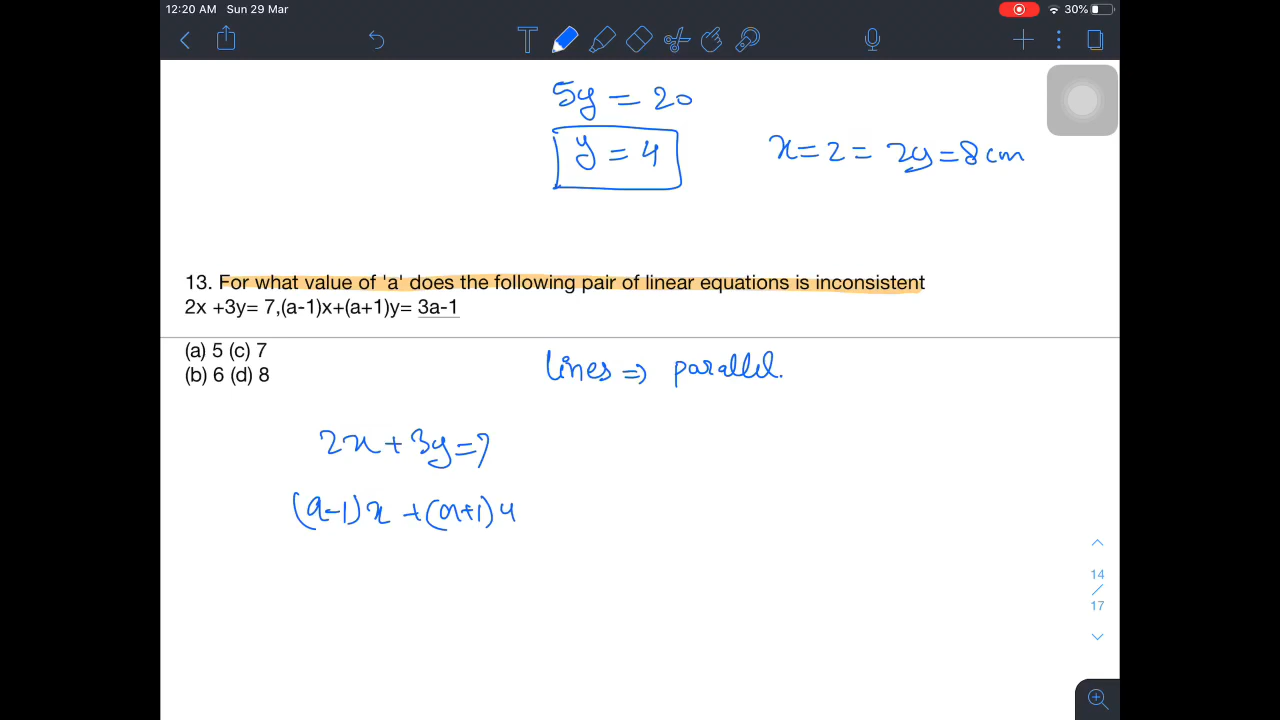 12:20 AM Sun 29 Mar 30%
5y = 20
y = 4
x = 2 = 2y = 8 cm
13. For what value of 'a' does the following pair of linear equations is inconsistent
2x +3y= 7,(a-1)x+(a+1)y= 3a-1
(a) 5 (c) 7
(b) 6 (d) 8
lines ⇒ parallel.
2x + 3y = 7
(a-1)x + (a+1)y
14
/
17